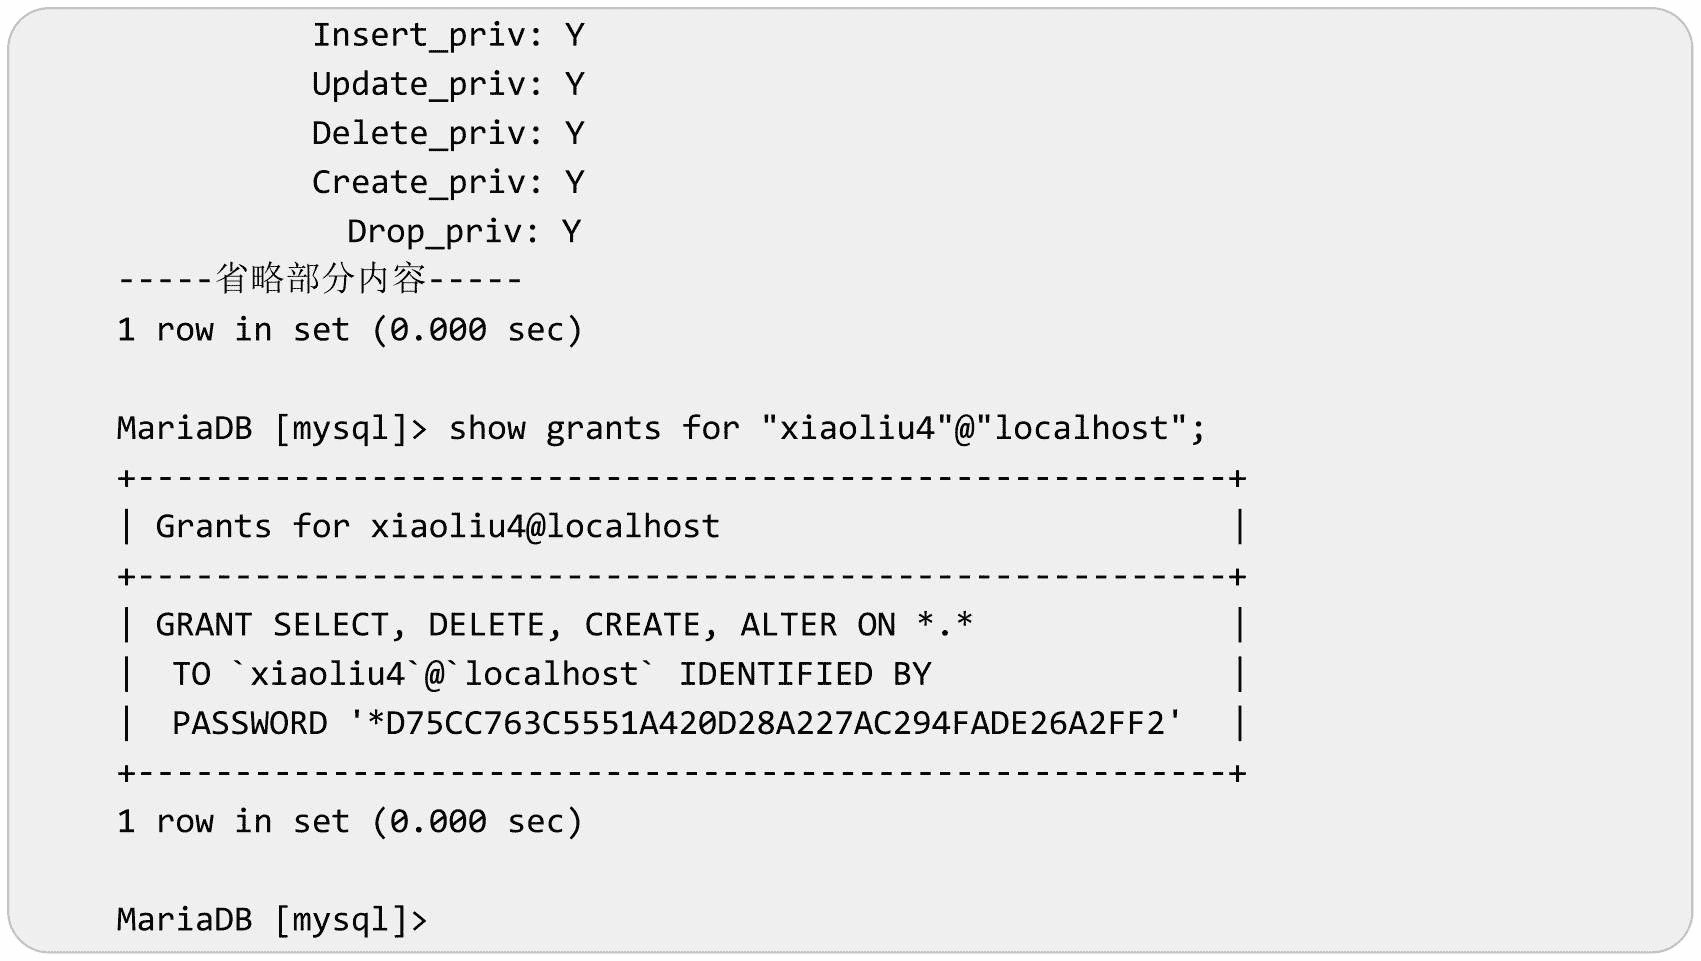 Insert_priv: Y
Update_priv: Y
Delete_priv: Y
Create_priv: Y
Drop_priv: Y
-----省略部分内容-----
1 row in set (0.000 sec)
MariaDB [mysql]> show grants for "xiaoliu4"@"localhost";
+--------------------------------------------------------+
| Grants for xiaoliu4@localhost |
+--------------------------------------------------------+
| GRANT SELECT, DELETE, CREATE, ALTER ON *.* |
| TO `xiaoliu4`@`localhost` IDENTIFIED BY |
| PASSWORD '*D75CC763C5551A420D28A227AC294FADE26A2FF2' |
+--------------------------------------------------------+
1 row in set (0.000 sec)
MariaDB [mysql]>